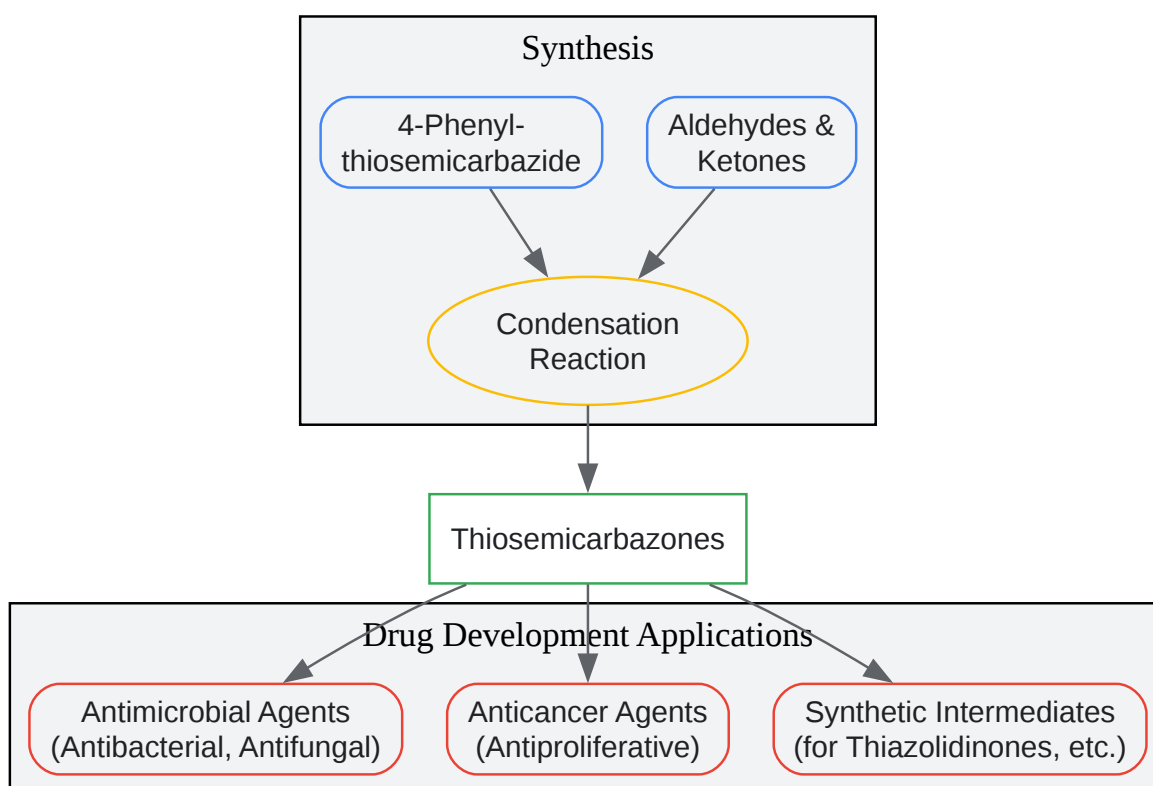 Synthesis
4-Phenyl-
thiosemicarbazide
Aldehydes &
Ketones
Condensation
Reaction
Thiosemicarbazones
Drug Development Applications
Antimicrobial Agents
(Antibacterial, Antifungal)
Anticancer Agents
(Antiproliferative)
Synthetic Intermediates
(for Thiazolidinones, etc.)